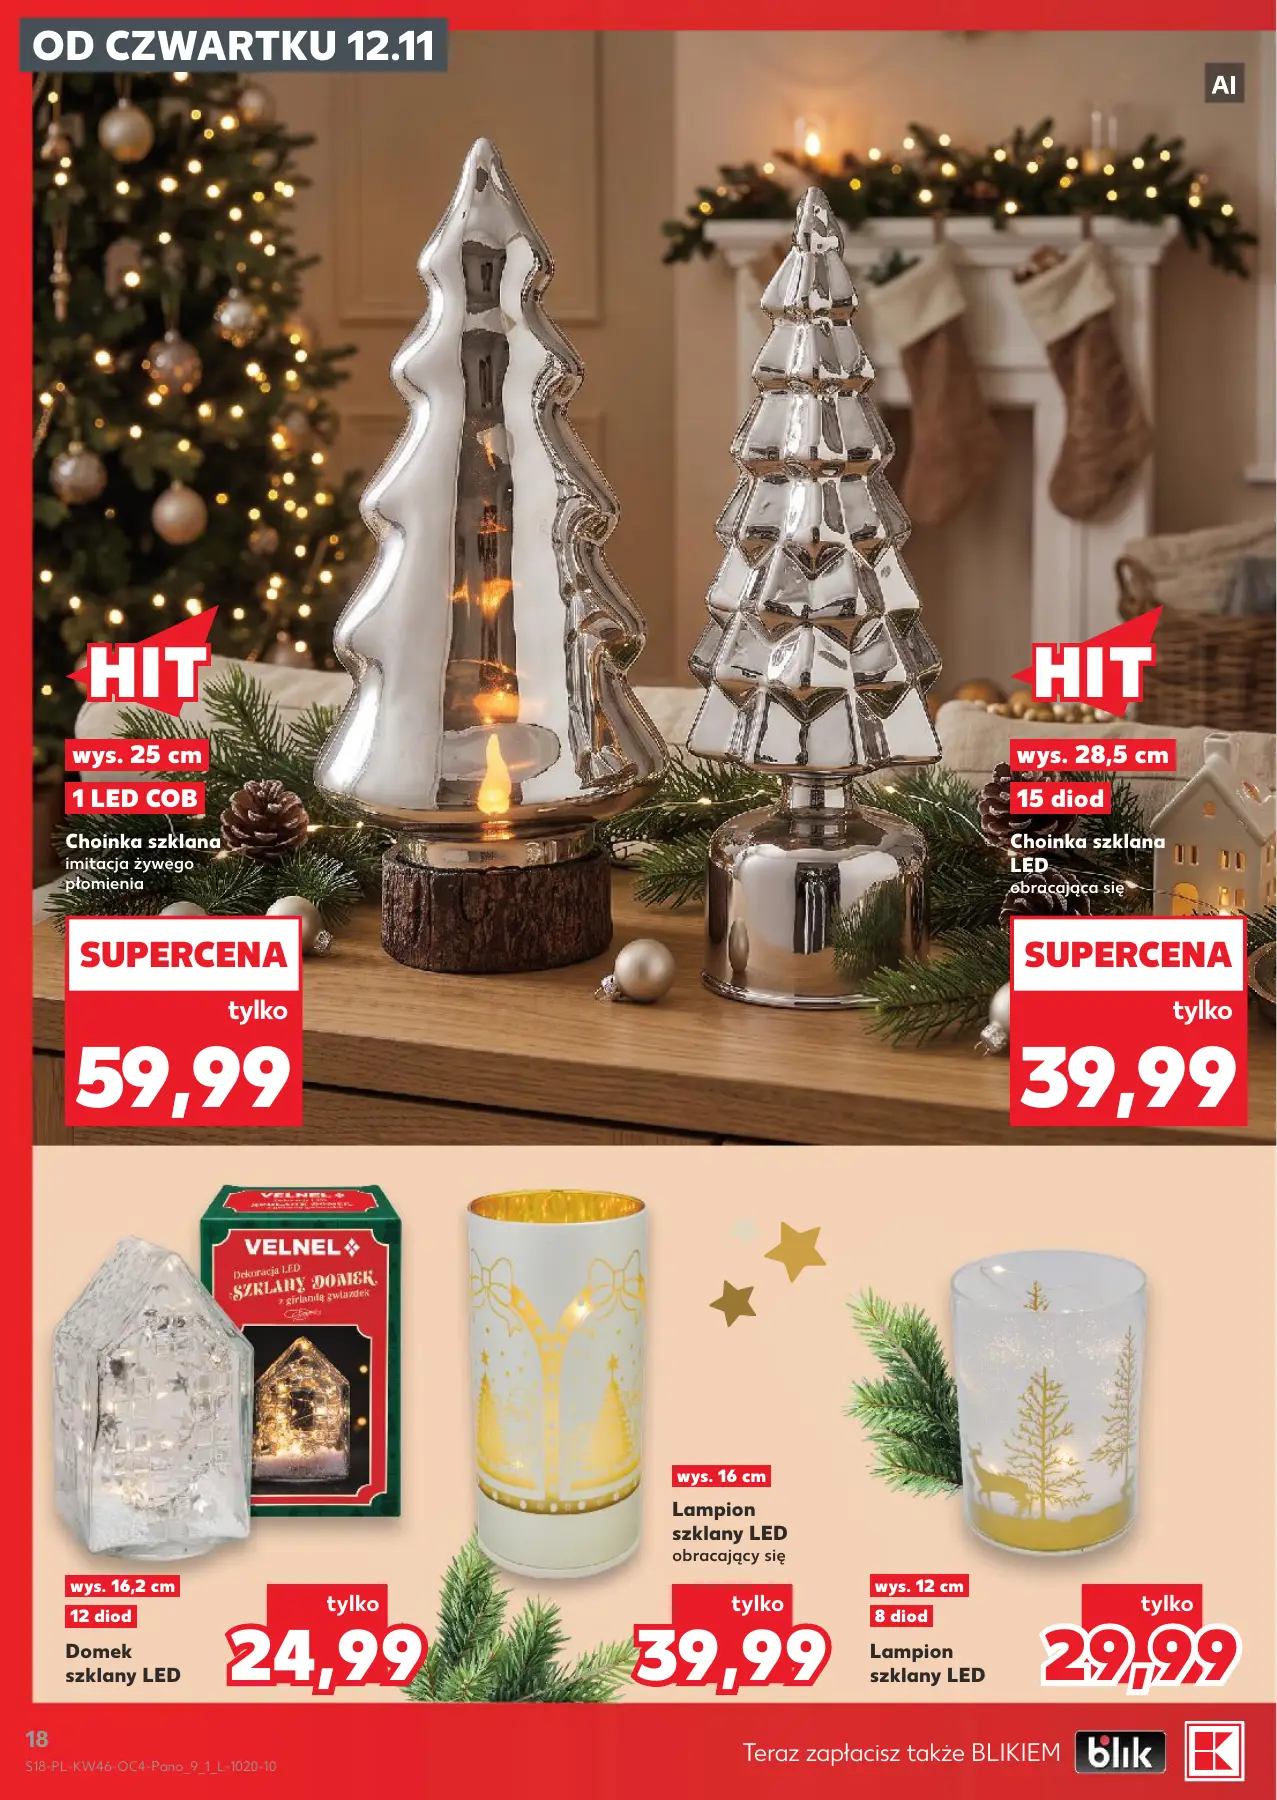 OD CZWARTKU 12.11
AI
HIT
wys. 25 cm
1 LED COB
Choinka szklana
imitacja żywego
płomienia
SUPERCENA
tylko
59,99
HIT
wys. 28,5 cm
15 diod
Choinka szklana
LED
obracająca się
SUPERCENA
tylko
39,99
VELNEL
VELNEL
Dekoracja LED
SZKLANY DOMEK
z girlandą gwiazdek
wys. 16,2 cm
12 diod
Domek
szklany LED
tylko
24,99
wys. 16 cm
Lampion
szklany LED
obracający się
tylko
39,99
wys. 12 cm
8 diod
Lampion
szklany LED
tylko
29,99
18
S18-PL-KW46-OC4-Pano_9_1_L-1020-10
Teraz zapłacisz także BLIKIEM
blik